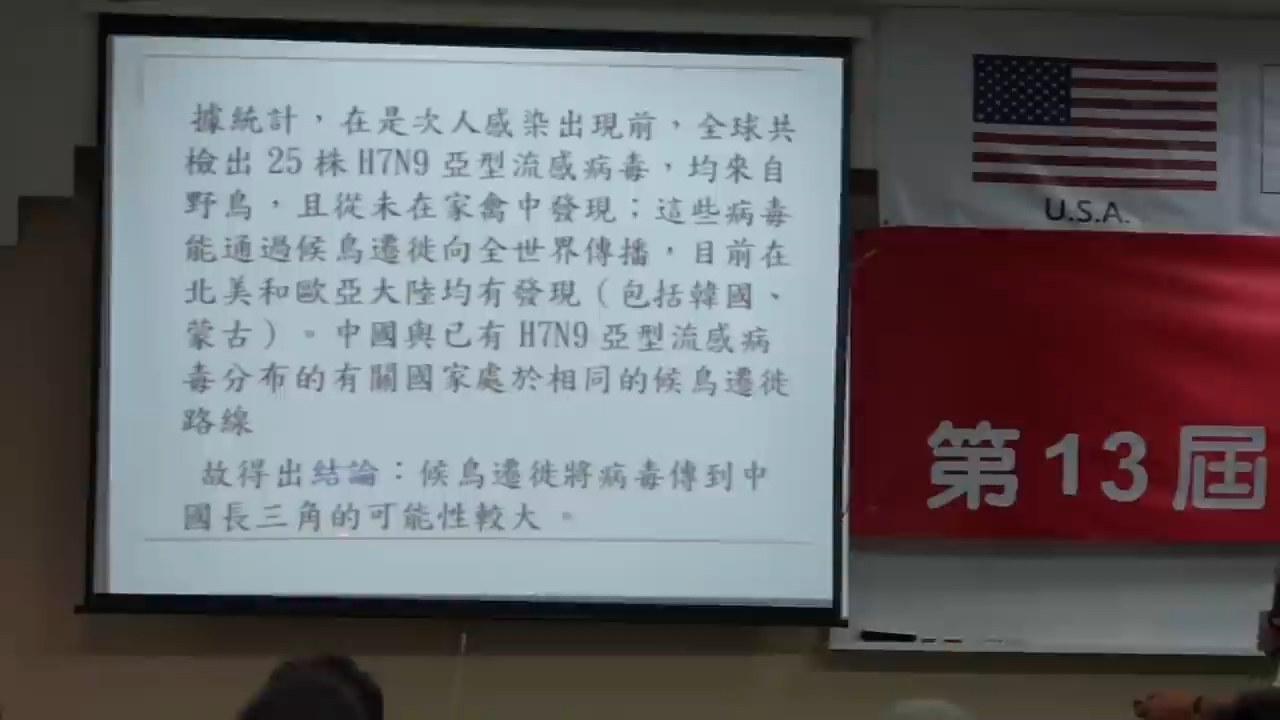 據統計，在是次人感染出現前，全球共
檢出 25 株 H7N9 亞型流感病毒，均來自
野鳥，且從未在家禽中發現；這些病毒
能通過候鳥遷徙向全世界傳播，目前在
北美和歐亞大陸均有發現（包括韓國、
蒙古）。中國與已有 H7N9 亞型流感病
毒分布的有關國家處於相同的候鳥遷徙
路線
故得出結論：候鳥遷徙將病毒傳到中
國長三角的可能性較大。
U.S.A.
第13屆